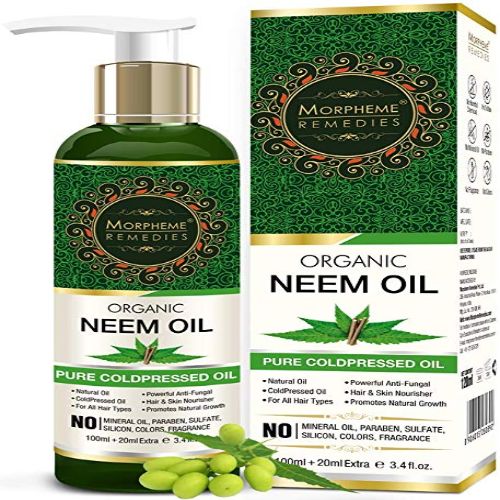 MORPHEME®
REMEDIES
ORGANIC
NEEM OIL
PURE COLDPRESSED OIL
• Natural Oil
• ColdPressed Oil
• For All Hair Types
• Powerful Anti-Fungal
• Hair & Skin Nourisher
• Promotes Natural Growth
NO
MINERAL OIL, PARABEN, SULFATE,
SILICON, COLORS, FRAGRANCE
100ml + 20ml Extra ℮ 3.4 fl.oz.
MORPHEME®
REMEDIES
ORGANIC
NEEM OIL
PURE COLDPRESSED OIL
• Natural Oil
• ColdPressed Oil
• For All Hair Types
• Powerful Anti-Fungal
• Hair & Skin Nourisher
• Promotes Natural Growth
NO
MINERAL OIL, PARABEN, SULFATE,
SILICON, COLORS, FRAGRANCE
100ml + 20ml Extra ℮ 3.4 fl.oz.
120ml